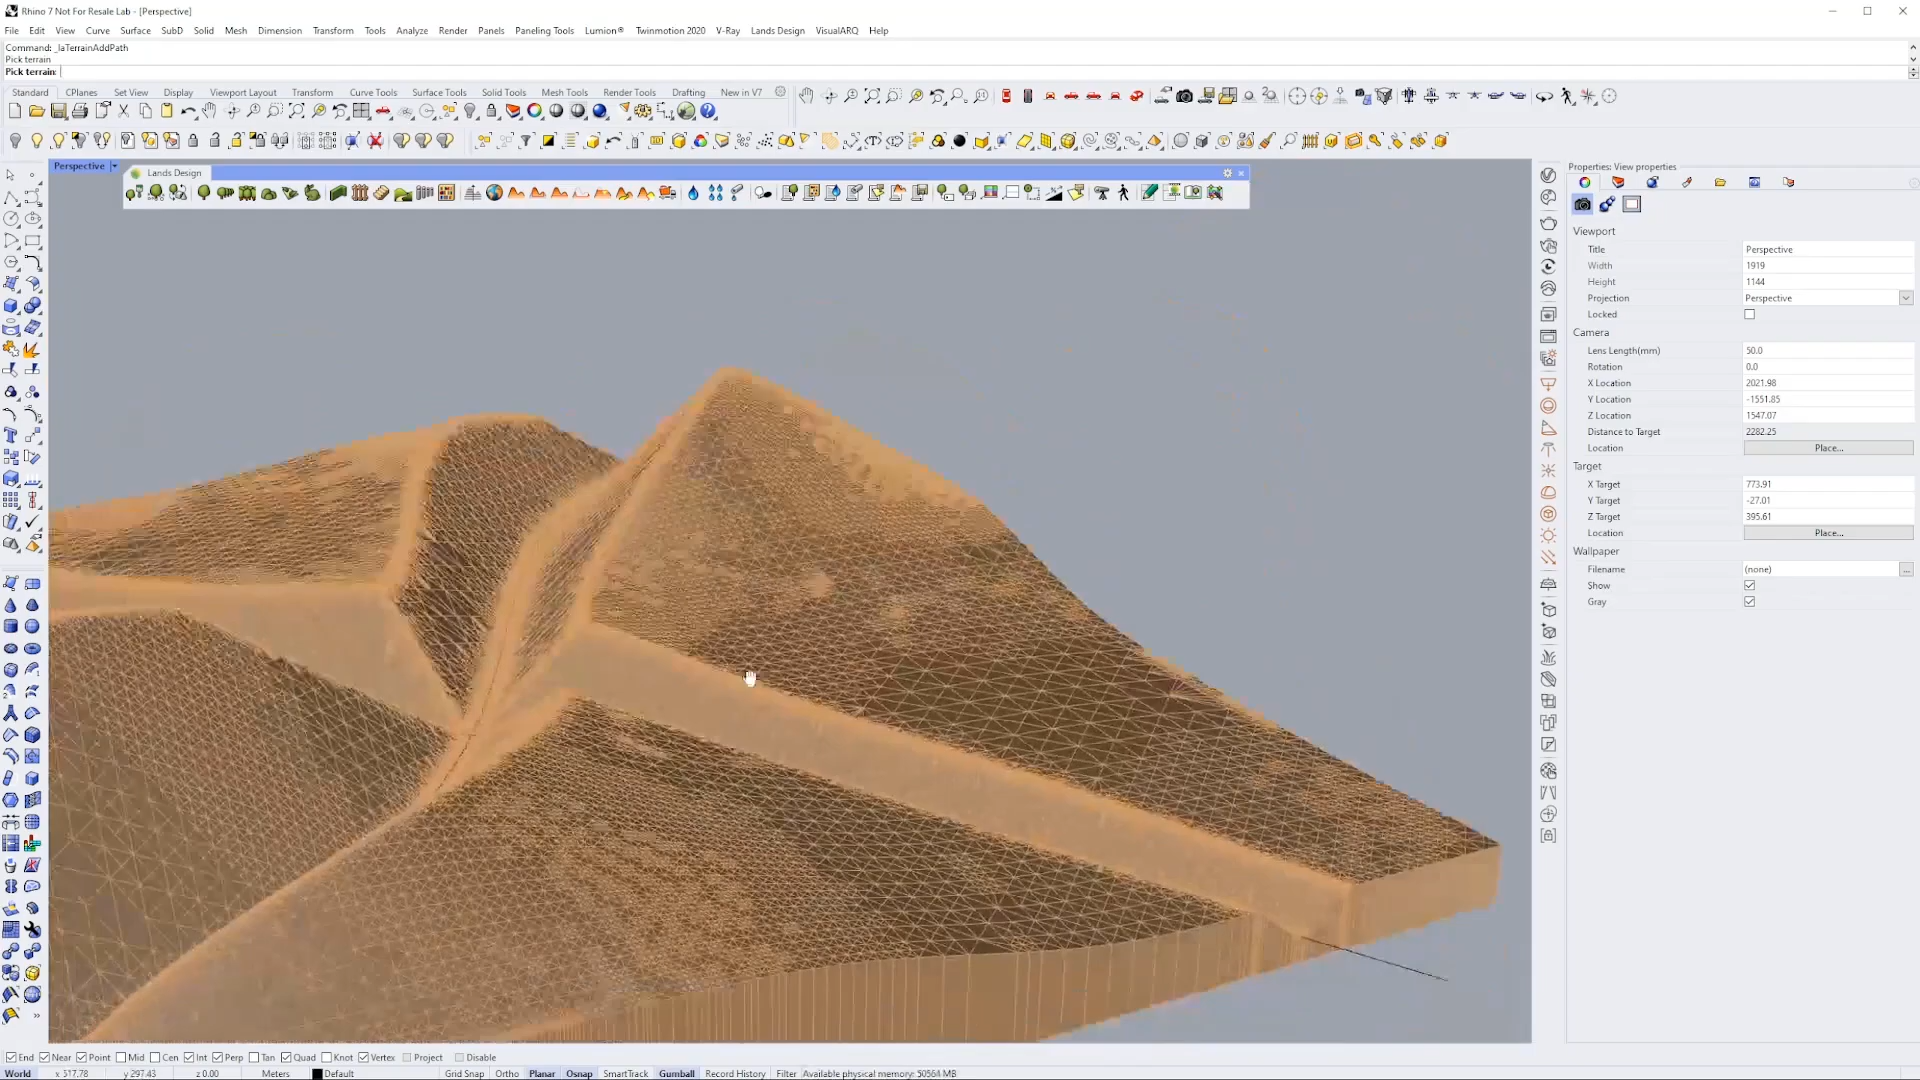 Rhino 7 Not For Resale Lab - [Perspective]
File Edit View Curve Surface SubD Solid Mesh Dimension Transform Tools Analyze Render Panels Paneling Tools Lumion® Twinmotion 2020 V-Ray Lands Design VisualARQ Help
Command: _laTerrainAddPath
Pick terrain
Pick terrain:
Standard CPlanes Set View Display Viewport Layout Transform Curve Tools Surface Tools Solid Tools Mesh Tools Render Tools Drafting New in V7
Perspective
Lands Design
Properties: View properties
Viewport
Title Perspective
Width 1919
Height 1144
Projection Perspective
Locked
Camera
Lens Length(mm) 50.0
Rotation 0.0
X Location 2021.98
Y Location -1551.85
Z Location 1547.07
Distance to Target 2282.25
Location Place...
Target
X Target 773.91
Y Target -27.01
Z Target 395.61
Location Place...
Wallpaper
Filename (none) ...
Show
Gray
End Near Point Mid Cen Int Perp Tan Quad Knot Vertex Project Disable
World x 517.78 y 297.43 z 0.00 Meters Default Grid Snap Ortho Planar Osnap SmartTrack Gumball Record History Filter Available physical memory: 50564 MB